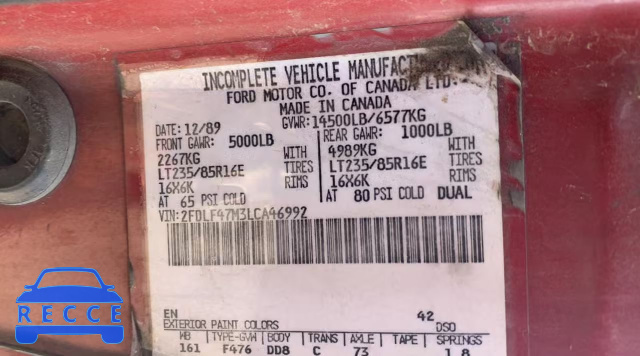 INCOMPLETE VEHICLE MANUFACTURED
FORD MOTOR CO. OF CANADA LTD.
MADE IN CANADA
DATE: 12/89 GVWR: 14500LB/6577KG
FRONT GAWR: 5000LB REAR GAWR: 1000LB
2267KG WITH 4989KG WITH
LT235/85R16E TIRES LT235/85R16E TIRES
16X6K RIMS 16X6K RIMS
AT 65 PSI COLD AT 80 PSI COLD DUAL
VIN: 2FDLF47M3LCA46992
EN 42
EXTERIOR PAINT COLORS DSO
WB TYPE-GVW BODY TRANS AXLE TAPE SPRINGS
161 F476 DD8 C 73 1 8
RECCE